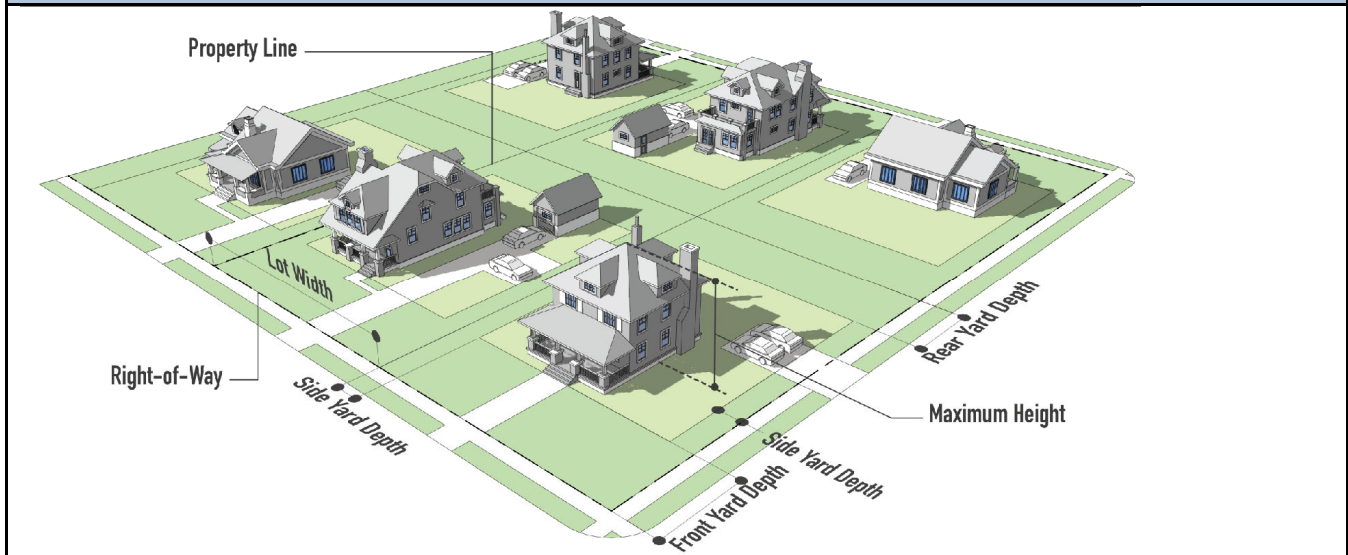 Property Line
Lot Width
Right-of-Way
Side Yard Depth
Rear Yard Depth
Maximum Height
Side Yard Depth
Front Yard Depth